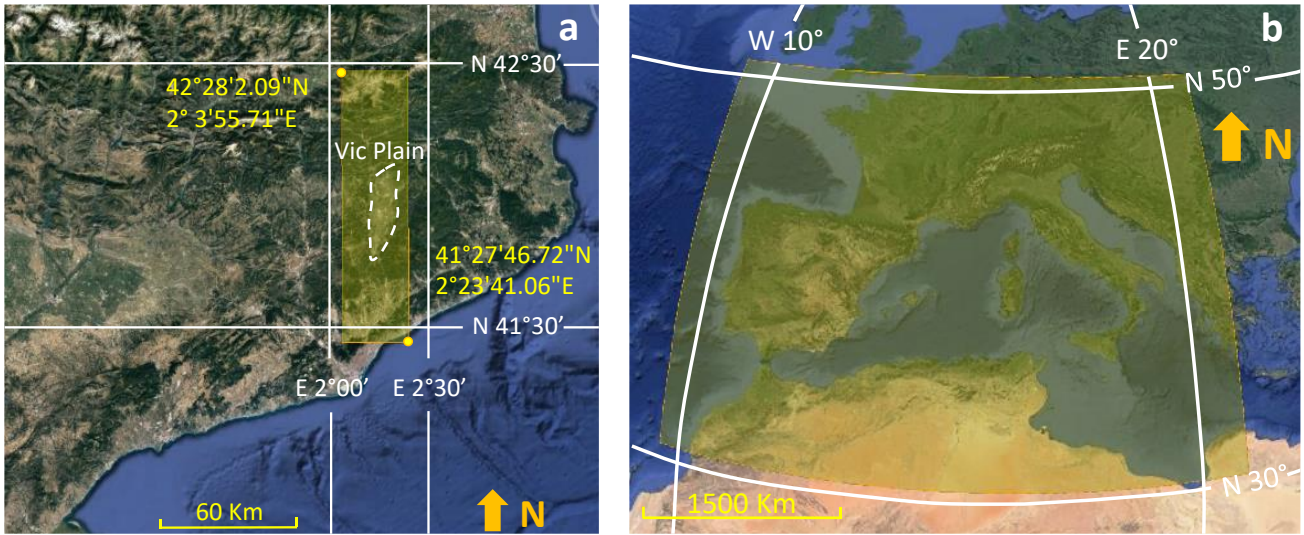 a
N 42°30′
42°28'2.09"N
2° 3'55.71"E
Vic Plain
41°27'46.72"N
2°23'41.06"E
N 41°30′
E 2°00′ E 2°30′
60 Km
N
b
W 10°
E 20°
N 50°
N
N 30°
1500 Km